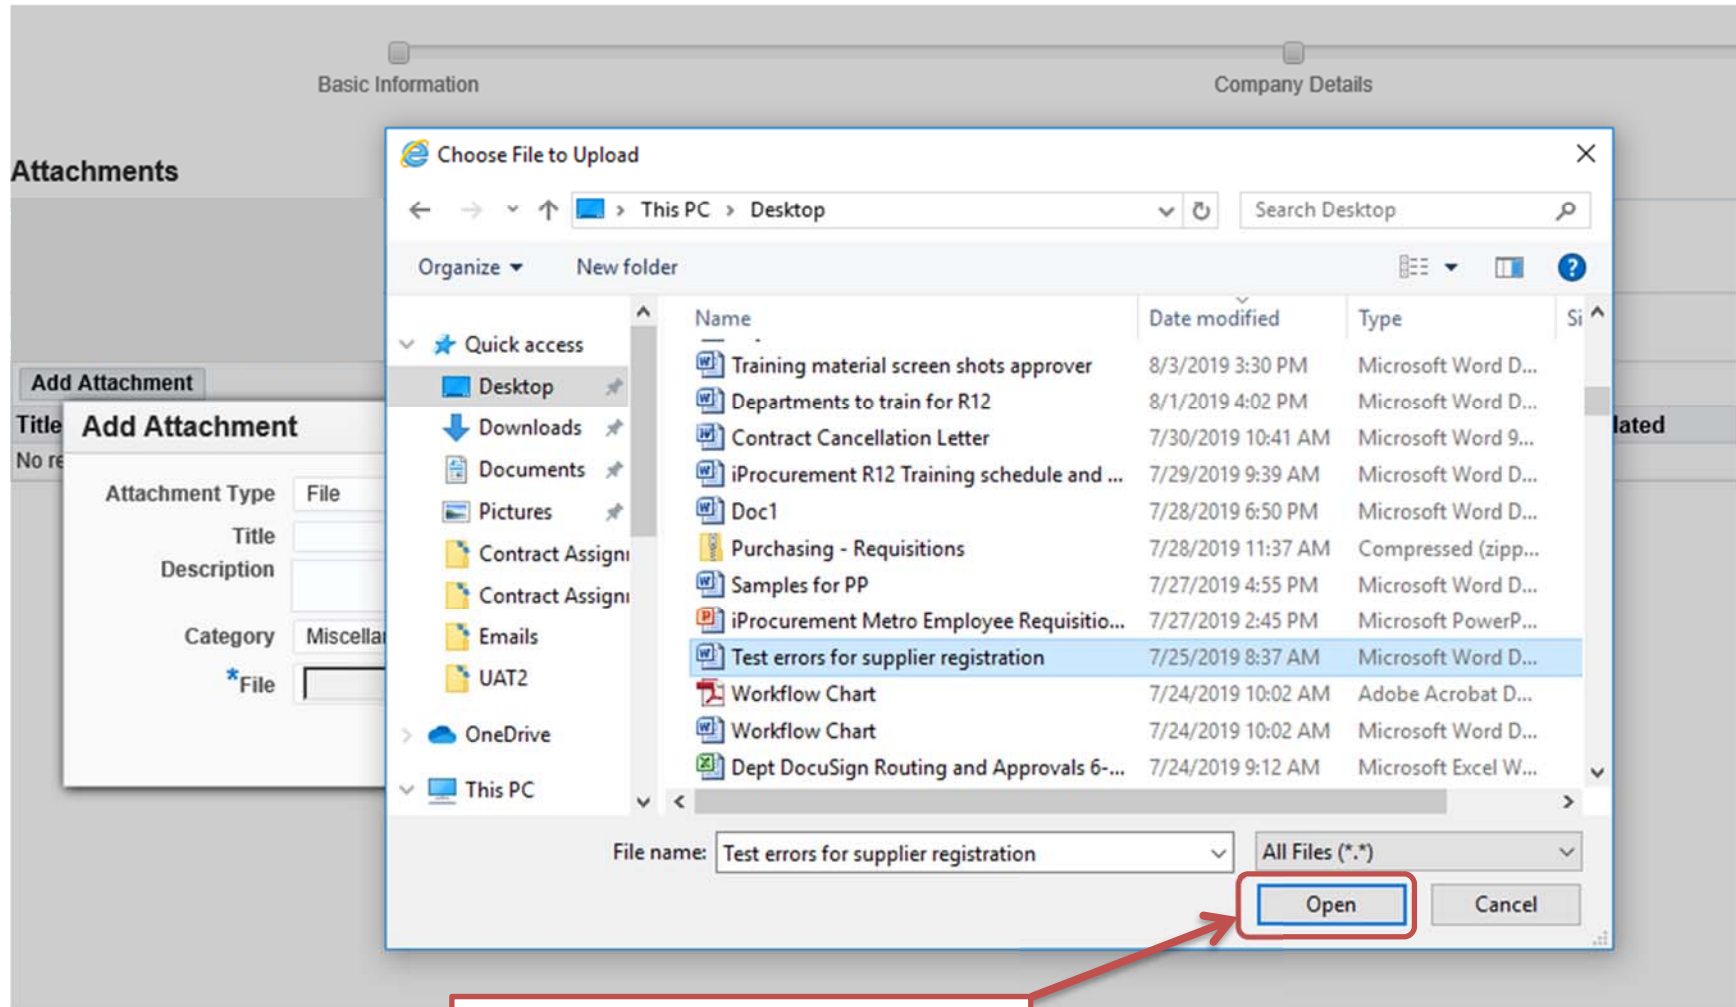 Basic Information Company Details
Choose File to Upload
Attachments
This PC > Desktop Search Desktop
Organize New folder
Name Date modified Type Si
Quick access
Training material screen shots approver 8/3/2019 3:30 PM Microsoft Word D...
Add Attachment Desktop
Departments to train for R12 8/1/2019 4:02 PM Microsoft Word D...
Title Add Attachment Downloads Contract Cancellation Letter 7/30/2019 10:41 AM Microsoft Word 9... lated
No re Documents iProcurement R12 Training schedule and ... 7/29/2019 9:39 AM Microsoft Word D...
Attachment Type File Pictures Doc1 7/28/2019 6:50 PM Microsoft Word D...
Title Contract Assign Purchasing - Requisitions 7/28/2019 11:37 AM Compressed (zipp...
Description Contract Assign Samples for PP 7/27/2019 4:55 PM Microsoft Word D...
Category Miscella Emails iProcurement Metro Employee Requisitio... 7/27/2019 2:45 PM Microsoft PowerP...
Test errors for supplier registration 7/25/2019 8:37 AM Microsoft Word D...
*File UAT2 Workflow Chart 7/24/2019 10:02 AM Adobe Acrobat D...
OneDrive Workflow Chart 7/24/2019 10:02 AM Microsoft Word D...
Dept DocuSign Routing and Approvals 6-... 7/24/2019 9:12 AM Microsoft Excel W...
This PC
File name: Test errors for supplier registration All Files (*.*)
Open Cancel